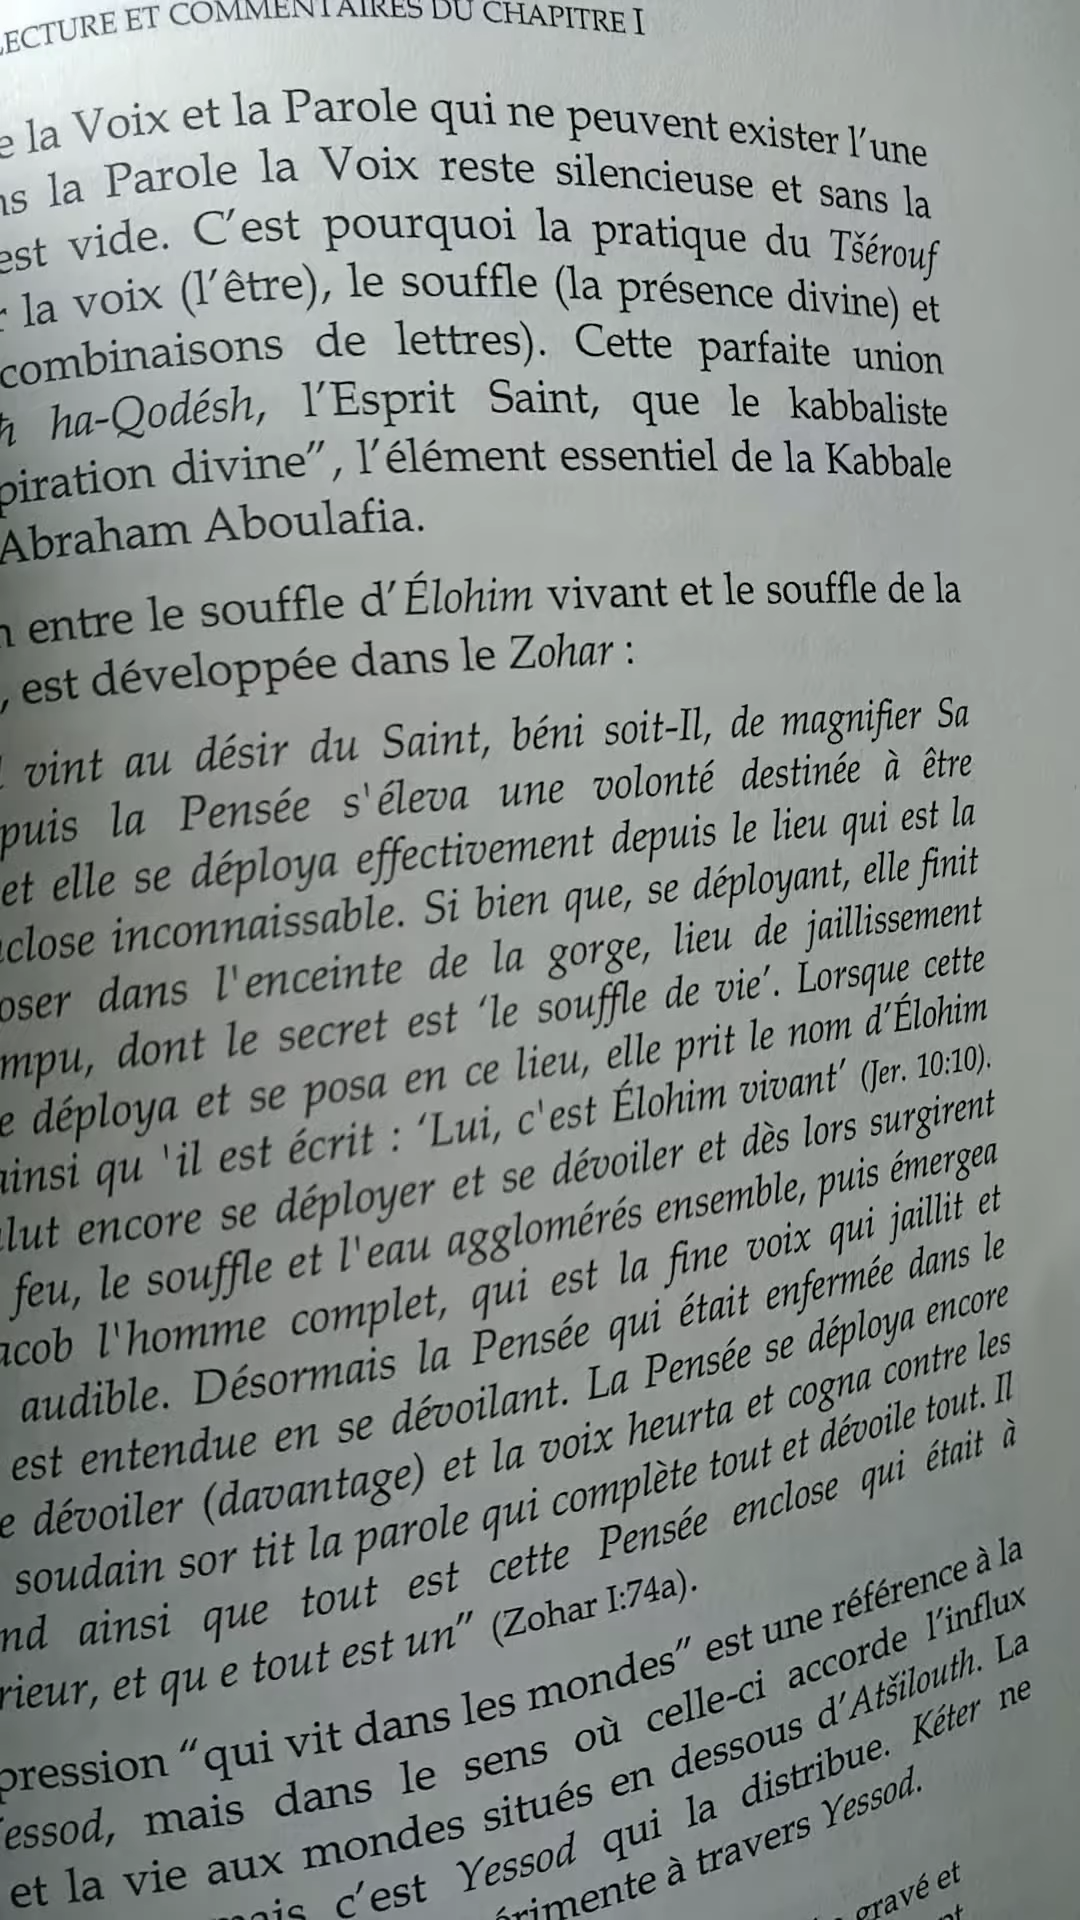 LECTURE ET COMMENTAIRES DU CHAPITRE I
e la Voix et la Parole qui ne peuvent exister l'une
ns la Parole la Voix reste silencieuse et sans la
est vide. C'est pourquoi la pratique du Tšérouf
r la voix (l'être), le souffle (la présence divine) et
combinaisons de lettres). Cette parfaite union
h ha-Qodésh, l'Esprit Saint, que le kabbaliste
piration divine", l'élément essentiel de la Kabbale
Abraham Aboulafia.
n entre le souffle d'Élohim vivant et le souffle de la
, est développée dans le Zohar :
vint au désir du Saint, béni soit-Il, de magnifier Sa
puis la Pensée s'éleva une volonté destinée à être
et elle se déploya effectivement depuis le lieu qui est la
close inconnaissable. Si bien que, se déployant, elle finit
oser dans l'enceinte de la gorge, lieu de jaillissement
mpu, dont le secret est 'le souffle de vie'. Lorsque cette
e déploya et se posa en ce lieu, elle prit le nom d'Élohim
ainsi qu 'il est écrit : 'Lui, c'est Élohim vivant' (Jer. 10:10).
lut encore se déployer et se dévoiler et dès lors surgirent
feu, le souffle et l'eau agglomérés ensemble, puis émergea
acob l'homme complet, qui est la fine voix qui jaillit et
audible. Désormais la Pensée qui était enfermée dans le
est entendue en se dévoilant. La Pensée se déploya encore
e dévoiler (davantage) et la voix heurta et cogna contre les
soudain sor tit la parole qui complète tout et dévoile tout. Il
nd ainsi que tout est cette Pensée enclose qui était à
rieur, et qu e tout est un" (Zohar I:74a).
pression "qui vit dans les mondes" est une référence à la
essod, mais dans le sens où celle-ci accorde l'influx
et la vie aux mondes situés en dessous d'Atšilouth. La
ais c'est Yessod qui la distribue. Kéter ne
érimente à travers Yessod.
gravé et